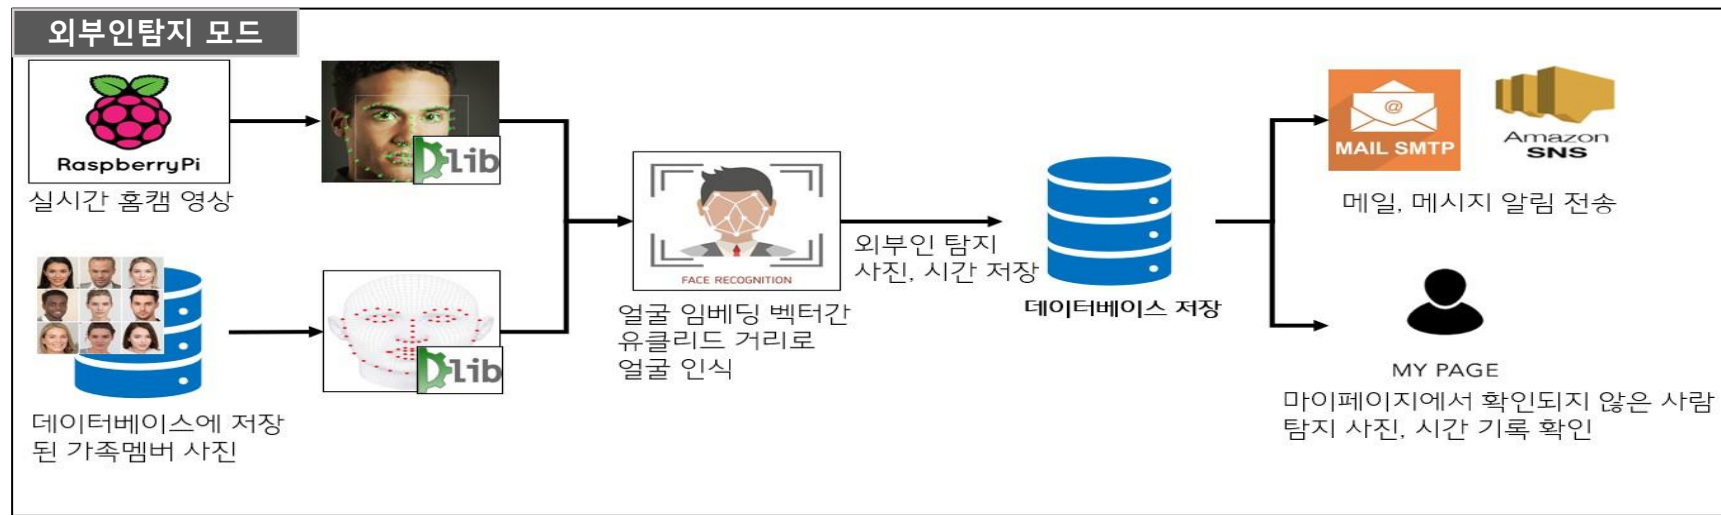 외부인탐지 모드
RaspberryPi
실시간 홈캠 영상
Dlib
데이터베이스에 저장
된 가족멤버 사진
Dlib
FACE RECOGNITION
얼굴 임베딩 벡터간
유클리드 거리로
얼굴 인식
외부인 탐지
사진, 시간 저장
데이터베이스 저장
@
MAIL SMTP
Amazon
SNS
메일, 메시지 알림 전송
MY PAGE
마이페이지에서 확인되지 않은 사람
탐지 사진, 시간 기록 확인